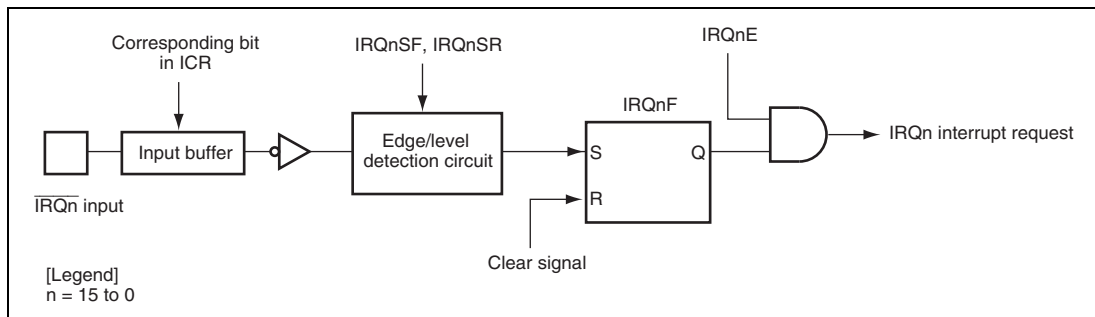 Corresponding bit
in ICR
IRQnSF, IRQnSR
IRQnE
IRQnF
Input buffer
Edge/level
detection circuit
S
Q
R
IRQn interrupt request
I̅R̅Q̅n̅ input
Clear signal
[Legend]
n = 15 to 0